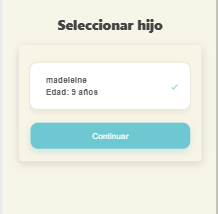 Seleccionar hijo
madeleine
Edad: 9 años
Continuar